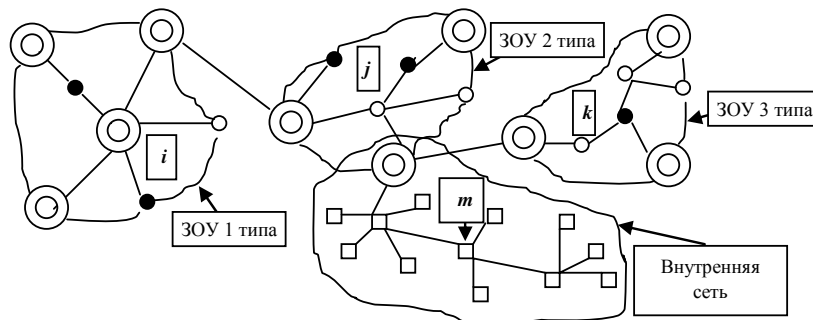 ЗОУ 2 типа
j
k
ЗОУ 3 типа
i
m
ЗОУ 1 типа
Внутренняя
сеть